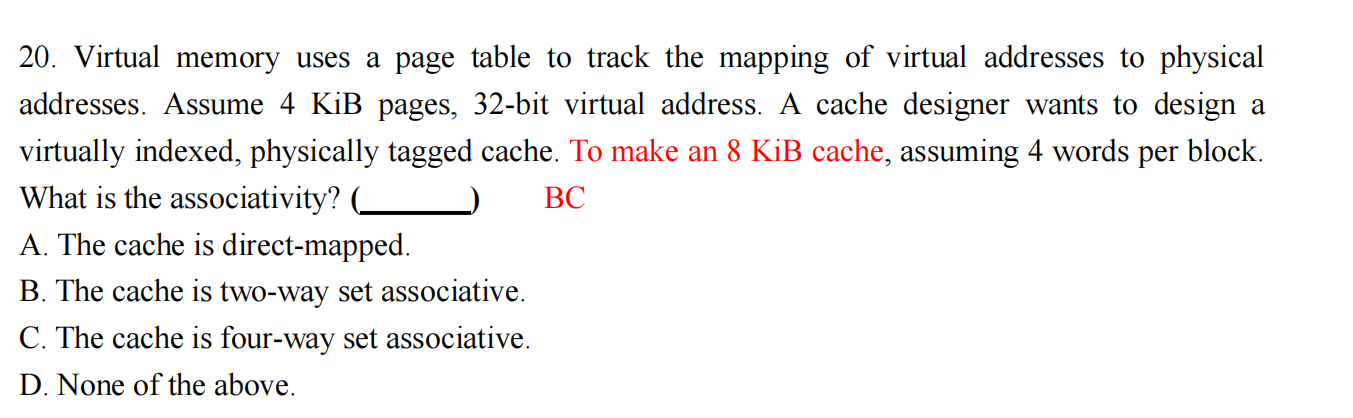 20. Virtual memory uses a page table to track the mapping of virtual addresses to physical
addresses. Assume 4 KiB pages, 32-bit virtual address. A cache designer wants to design a
virtually indexed, physically tagged cache. To make an 8 KiB cache, assuming 4 words per block.
What is the associativity? (______) BC
A. The cache is direct-mapped.
B. The cache is two-way set associative.
C. The cache is four-way set associative.
D. None of the above.